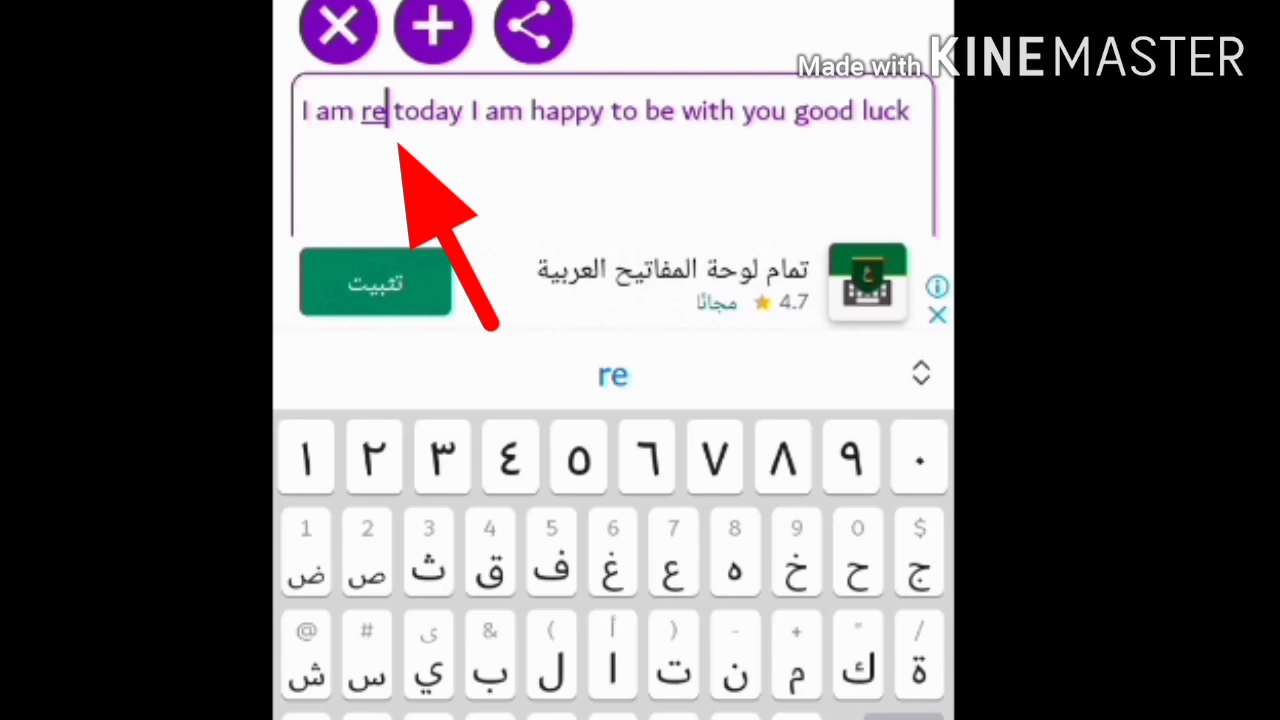 Made with KINEMASTER
I am re today I am happy to be with you good luck
تمام لوحة المفاتيح العربية
4.7 مجانًا
تثبيت
re
١ ٢ ٣ ٤ ٥ ٦ ٧ ٨ ٩ ٠
1 2 3 4 5 6 7 8 9 0 $
ض ص ث ق ف غ ع ه خ ح ج
@ # ى & ( أ ) - + " /
ش س ي ب ل ا ت ن م ك ة